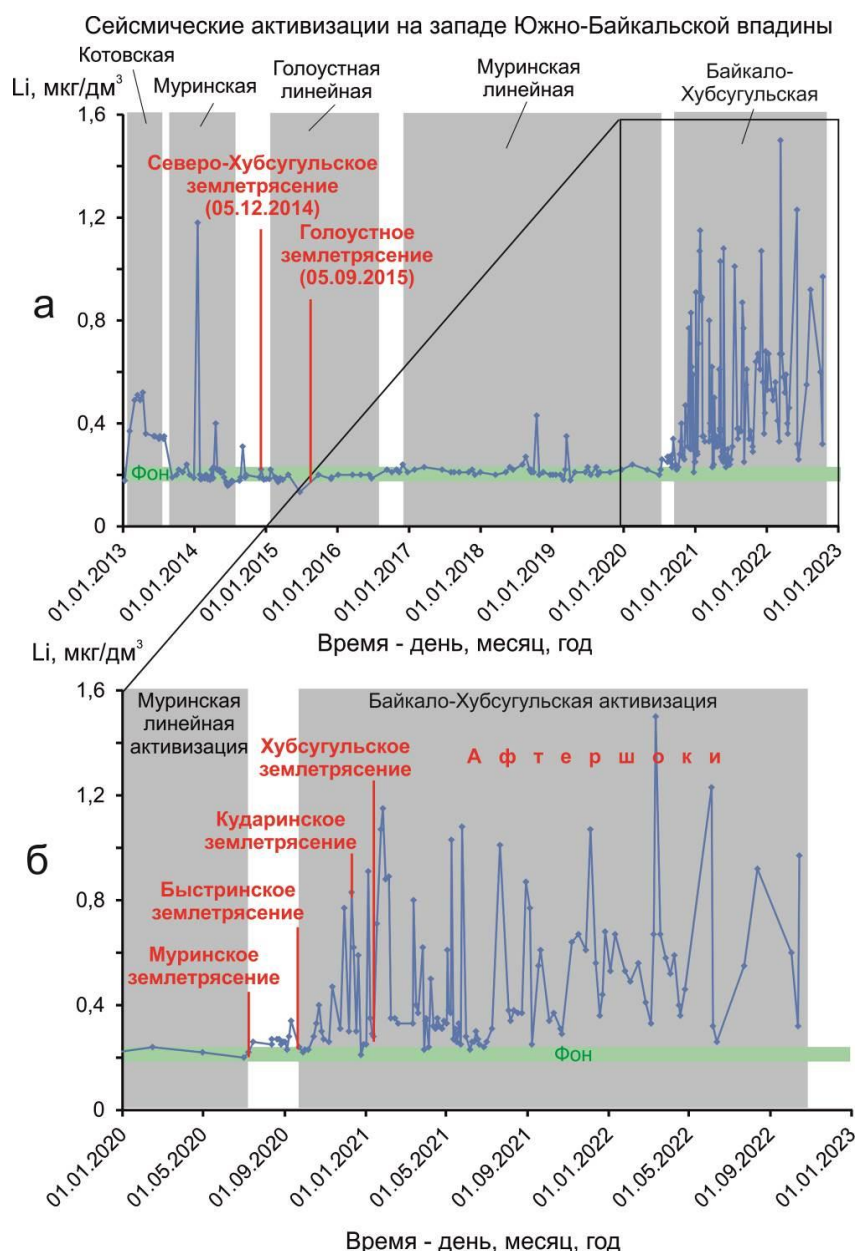 Сейсмические активизации на западе Южно-Байкальской впадины
Котовская
Муринская
Голоустная
линейная
Муринская
линейная
Байкало-
Хубсугульская
Li, мкг/дм³
1,6
1,2
0,8
0,4
0
а
Северо-Хубсугульское
землетрясение
(05.12.2014)
Голоустное
землетрясение
(05.09.2015)
Фон
01.01.2013
01.01.2014
01.01.2015
01.01.2016
01.01.2017
01.01.2018
01.01.2019
01.01.2020
01.01.2021
01.01.2022
01.01.2023
Время - день, месяц, год
Li, мкг/дм³
1,6
1,2
0,8
0,4
0
б
Муринская
линейная
активизация
Байкало-Хубсугульская активизация
Хубсугульское
землетрясение
Афтершоки
Кударинское
землетрясение
Быстринское
землетрясение
Муринское
землетрясение
Фон
01.01.2020
01.05.2020
01.09.2020
01.01.2021
01.05.2021
01.09.2021
01.01.2022
01.05.2022
01.09.2022
01.01.2023
Время - день, месяц, год